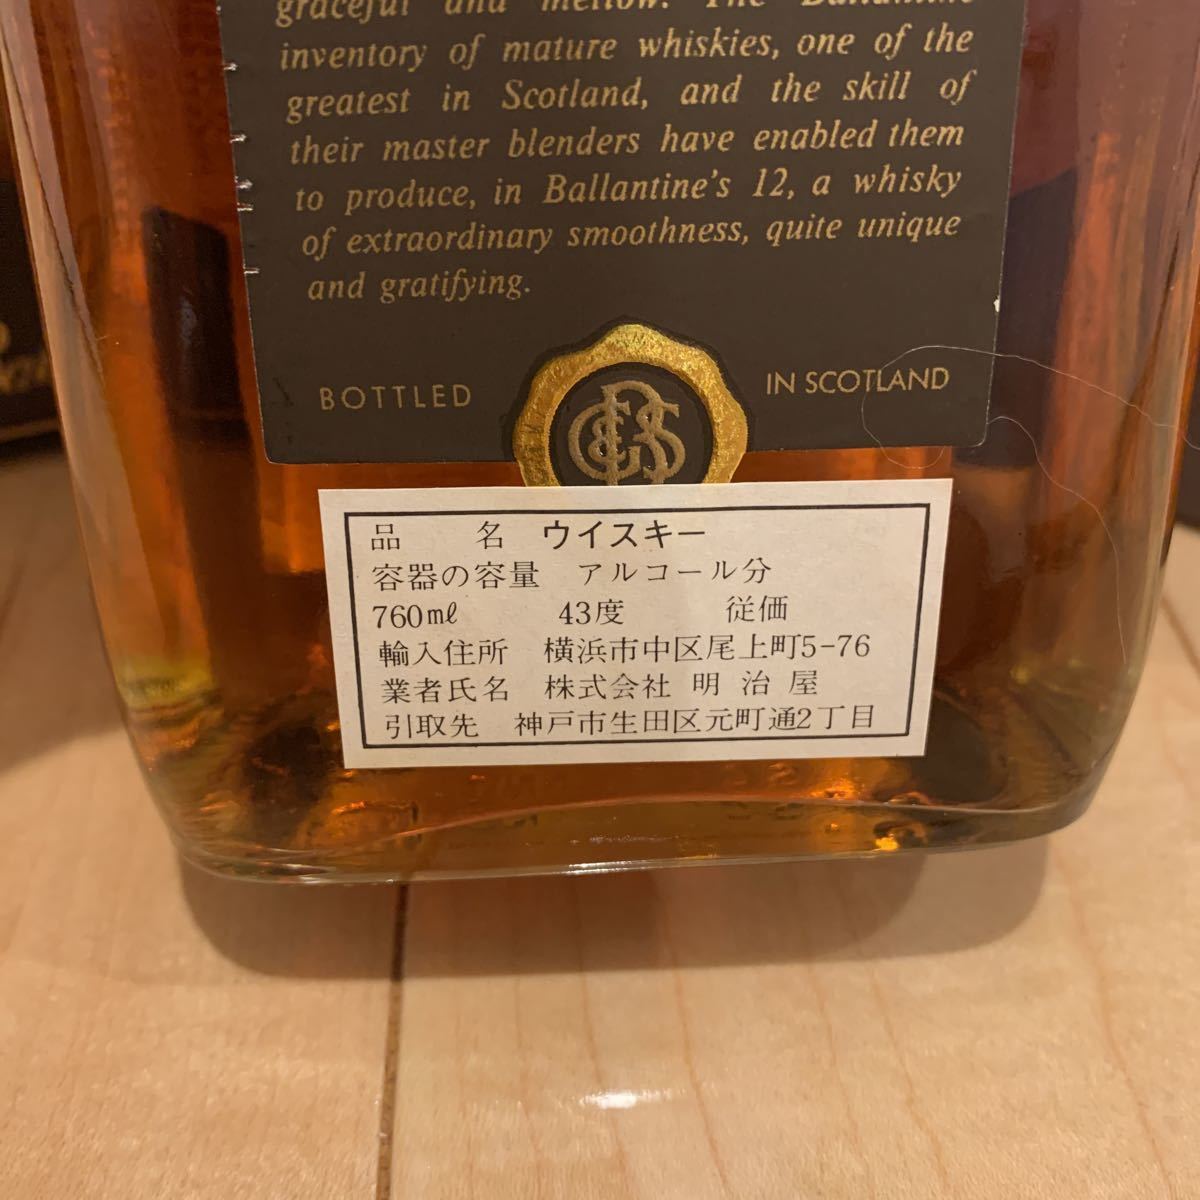 graceful and mellow. The Ballantine
inventory of mature whiskies, one of the
greatest in Scotland, and the skill of
their master blenders have enabled them
to produce, in Ballantine's 12, a whisky
of extraordinary smoothness, quite unique
and gratifying.
BOTTLED IN SCOTLAND
品　名　ウイスキー
容器の容量　アルコール分
760ml　43度　従価
輸入住所　横浜市中区尾上町5-76
業者氏名　株式会社 明 治 屋
引取先　神戸市生田区元町通2丁目